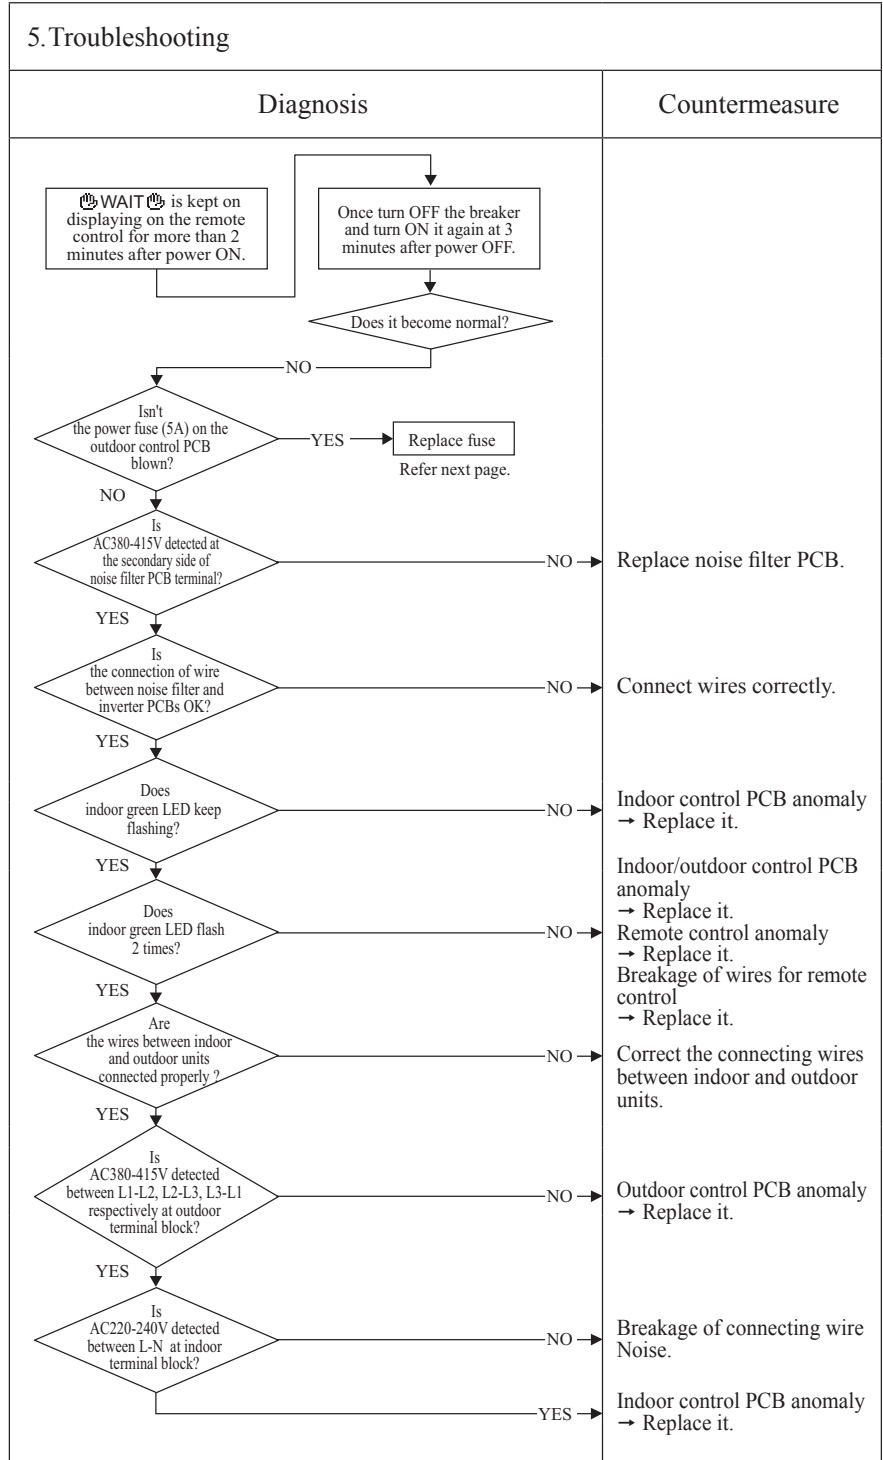 5.Troubleshooting
Diagnosis
Countermeasure
WAIT is kept on
displaying on the remote
control for more than 2
minutes after power ON.
Once turn OFF the breaker
and turn ON it again at 3
minutes after power OFF.
Does it become normal?
NO
Isn't
the power fuse (5A) on the
outdoor control PCB
blown?
YES
Replace fuse
Refer next page.
NO
Is
AC380-415V detected at
the secondary side of
noise filter PCB terminal?
NO
Replace noise filter PCB.
YES
Is
the connection of wire
between noise filter and
inverter PCBs OK?
NO
Connect wires correctly.
YES
Does
indoor green LED keep
flashing?
NO
Indoor control PCB anomaly
→ Replace it.
YES
Does
indoor green LED flash
2 times?
NO
Indoor/outdoor control PCB
anomaly
→ Replace it.
Remote control anomaly
→ Replace it.
Breakage of wires for remote
control
→ Replace it.
YES
Are
the wires between indoor
and outdoor units
connected properly ?
NO
Correct the connecting wires
between indoor and outdoor
units.
YES
Is
AC380-415V detected
between L1-L2, L2-L3, L3-L1
respectively at outdoor
terminal block?
NO
Outdoor control PCB anomaly
→ Replace it.
YES
Is
AC220-240V detected
between L-N at indoor
terminal block?
NO
Breakage of connecting wire
Noise.
YES
Indoor control PCB anomaly
→ Replace it.